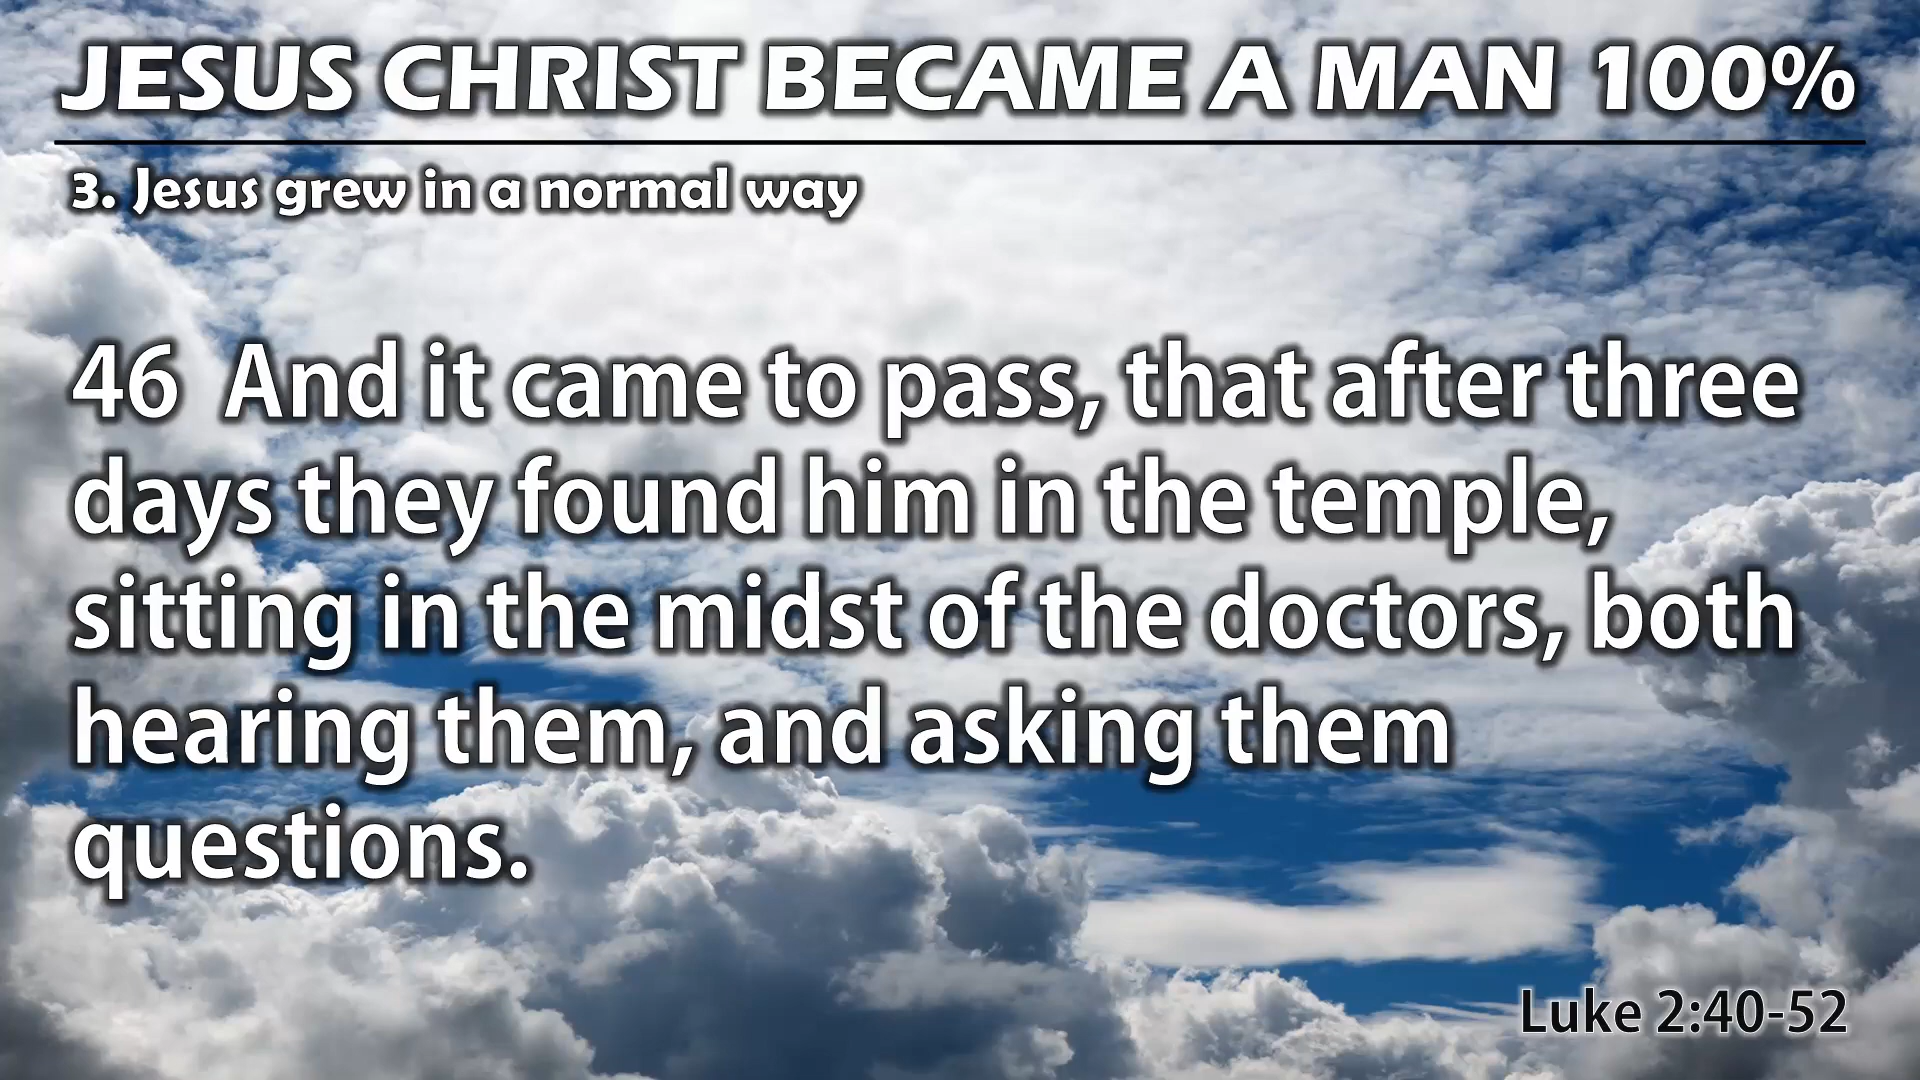 JESUS CHRIST BECAME A MAN 100%
3. Jesus grew in a normal way
46  And it came to pass, that after three
days they found him in the temple,
sitting in the midst of the doctors, both
hearing them, and asking them
questions.
Luke 2:40-52